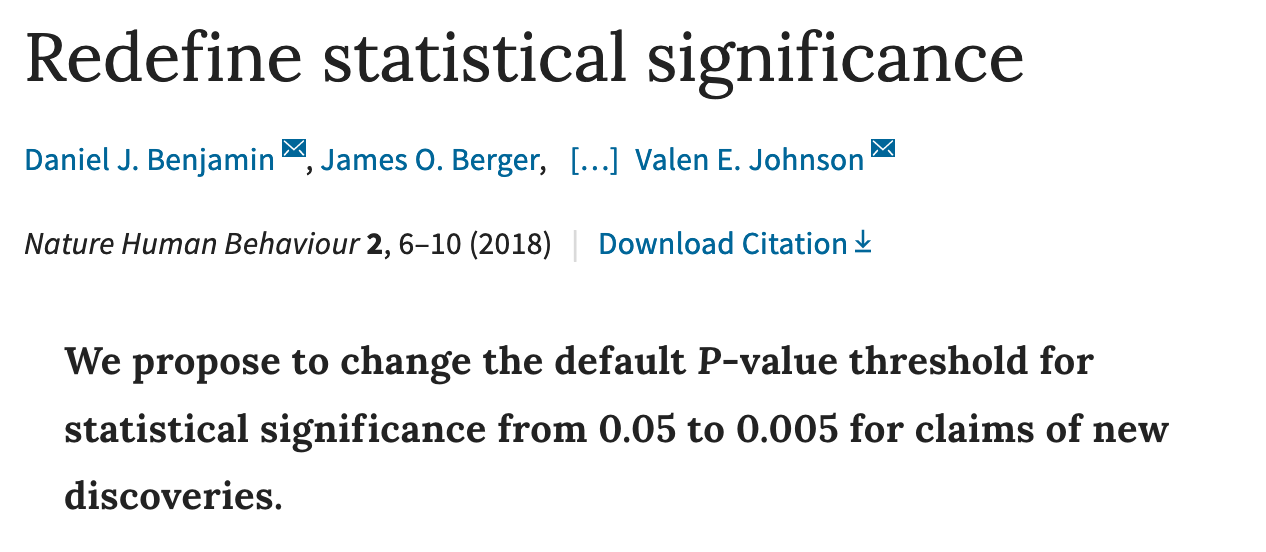 Redefine statistical significance
Daniel J. Benjamin, James O. Berger, [...] Valen E. Johnson
Nature Human Behaviour 2, 6–10 (2018) | Download Citation
We propose to change the default P-value threshold for
statistical significance from 0.05 to 0.005 for claims of new
discoveries.